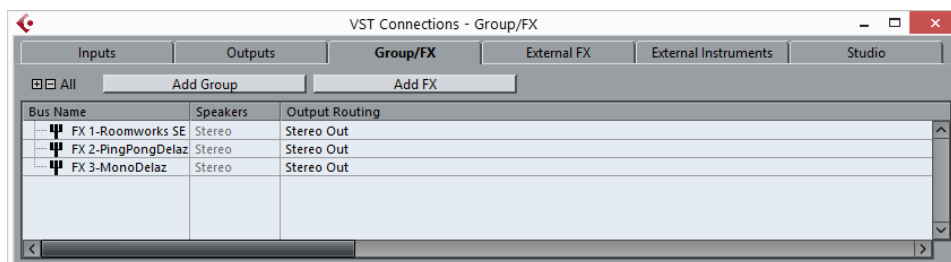 VST Connections - Group/FX
Inputs Outputs Group/FX External FX External Instruments Studio
All Add Group Add FX
Bus Name Speakers Output Routing
FX 1-Roomworks SE Stereo Stereo Out
FX 2-PingPongDelaz Stereo Stereo Out
FX 3-MonoDelaz Stereo Stereo Out